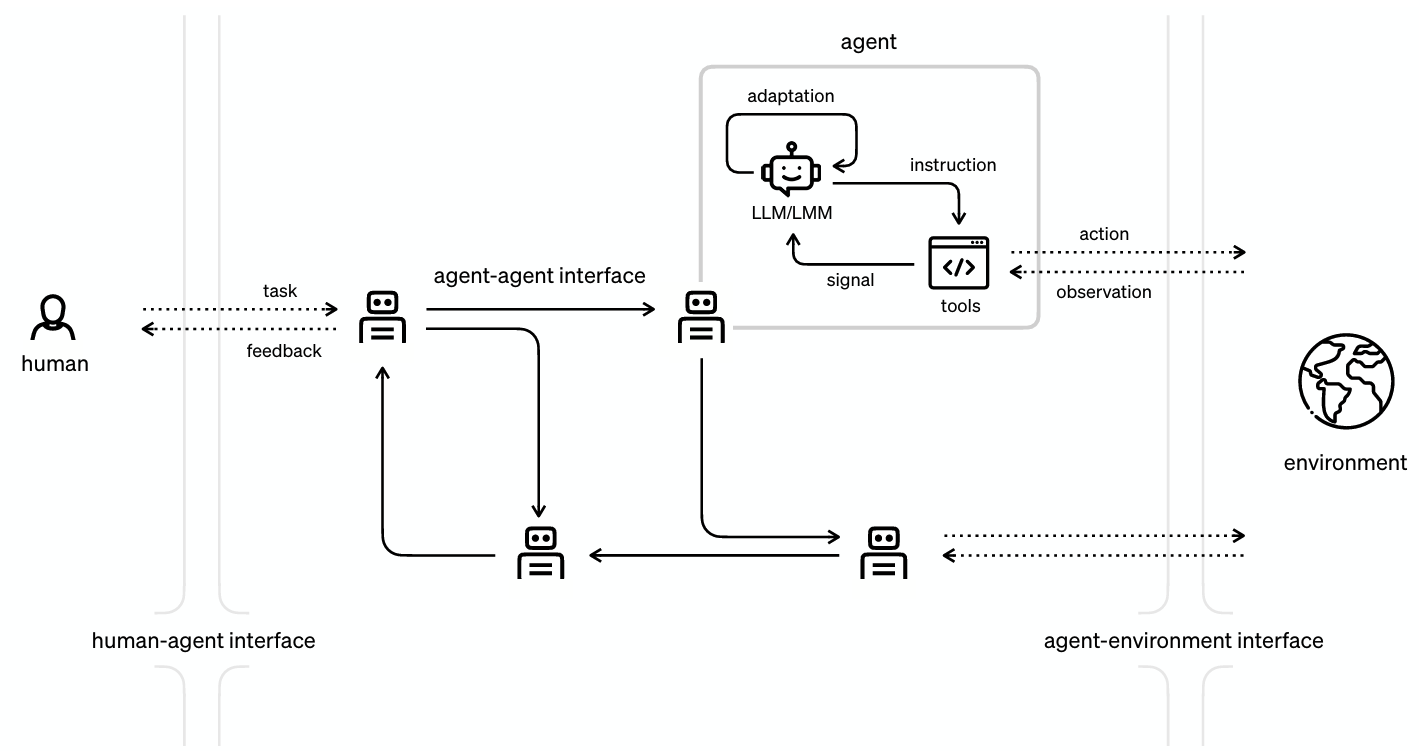 agent
adaptation
instruction
LLM/LMM
action
agent-agent interface
signal
task
observation
tools
feedback
human
environment
human-agent interface
agent-environment interface